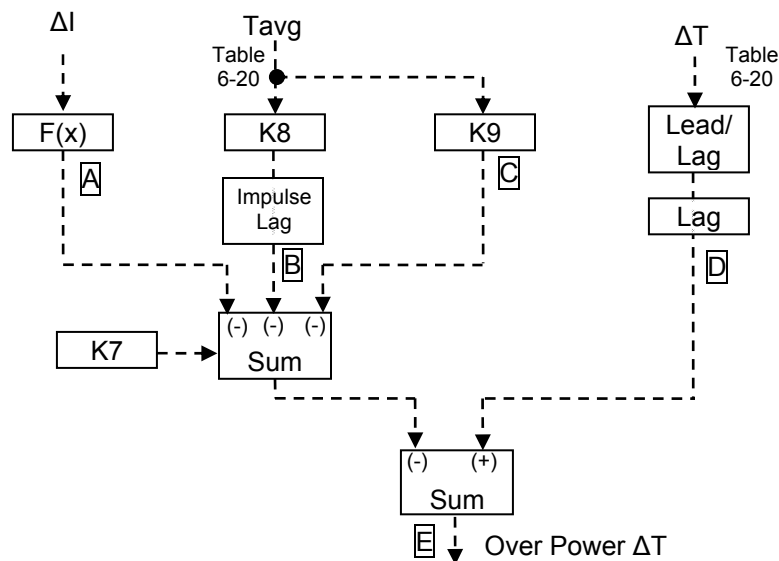 ΔI
Tavg
Table
6-20
ΔT
Table
6-20
F(x)
K8
K9
Lead/
Lag
A
Impulse
Lag
C
Lag
B
D
(-) (-) (-)
Sum
K7
(-) (+)
Sum
E
Over Power ΔT